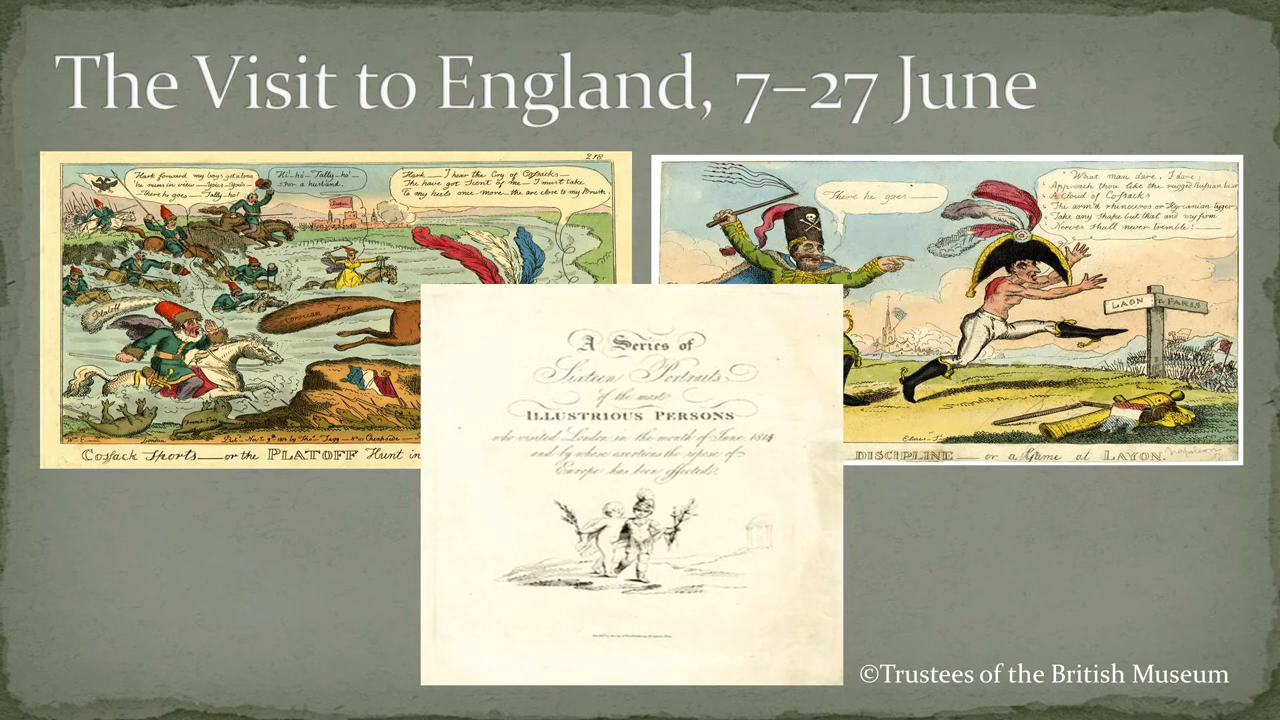 The Visit to England, 7–27 June
218
Hark forward my boys get along
he runs in view — Yoics - Yoics -
there he goes — Tally-ho!
Hi-ho - Tally-ho -
for a husband.
Hark — I hear the Cry of Cossacks —
The have got Scent of me — I must take
to my heels once more - the are close to my Brush
Platoff
Corsican Fox
Cossack Sports — or the PLATOFF Hunt in
There he goes —
What man dare, I dare;
Approach thou like the rugged Russian bear
A cloud of Cossacks
The arm'd rhinoceros or Hyrcanian tyger
Take any shape but that and my firm
Nerves shall never tremble! —
LAON
PARIS
DISCIPLINE — or a Game at LAYON.
Napoleon
A Series of
Sixteen Portraits
of the most
ILLUSTRIOUS PERSONS
who visited London in the month of June, 1814
and by whose exertions the repose of
Europe has been effected.
©Trustees of the British Museum